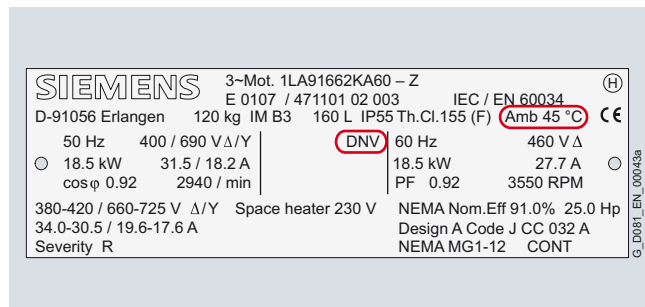 SIEMENS 3~Mot. 1LA91662KA60 – Z H
E 0107 / 471101 02 003 IEC / EN 60034
D-91056 Erlangen 120 kg IM B3 160 L IP55 Th.Cl.155 (F) Amb 45 °C CE
50 Hz 400 / 690 V Δ/Y DNV 60 Hz 460 V Δ
18.5 kW 31.5 / 18.2 A 18.5 kW 27.7 A
cos φ 0.92 2940 / min PF 0.92 3550 RPM
380-420 / 660-725 V Δ/Y Space heater 230 V NEMA Nom.Eff 91.0% 25.0 Hp
34.0-30.5 / 19.6-17.6 A Design A Code J CC 032 A
Severity R NEMA MG1-12 CONT
G_D081_EN_00043a